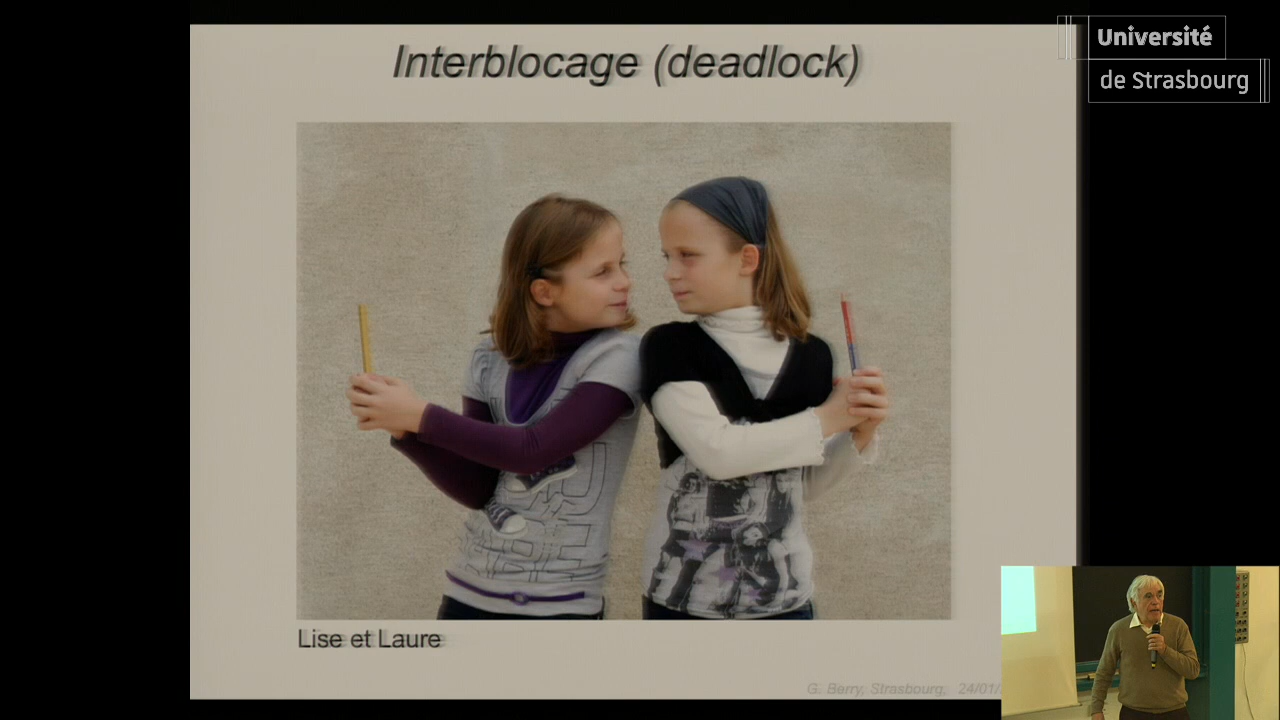 Interblocage (deadlock)
Université
de Strasbourg
Lise et Laure
G. Berry, Strasbourg, 24/01/